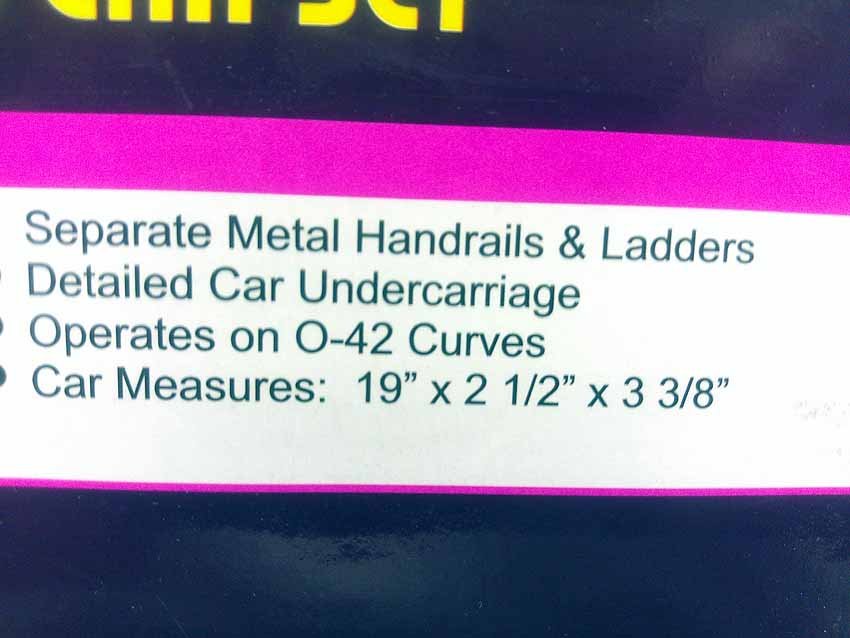 SET
Separate Metal Handrails & Ladders
Detailed Car Undercarriage
• Operates on O-42 Curves
• Car Measures: 19” x 2 1/2” x 3 3/8”